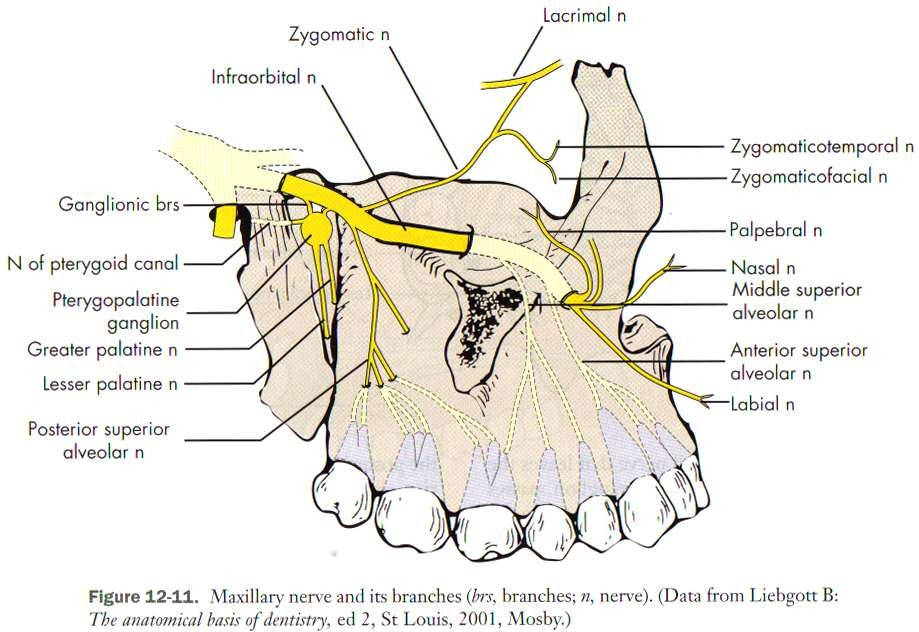 Lacrimal n
Zygomatic n
Infraorbital n
Zygomaticotemporal n
Zygomaticofacial n
Ganglionic brs
Palpebral n
N of pterygoid canal
Nasal n
Middle superior
alveolar n
Pterygopalatine
ganglion
Greater palatine n
Anterior superior
alveolar n
Lesser palatine n
Labial n
Posterior superior
alveolar n
Figure 12-11. Maxillary nerve and its branches (brs, branches; n, nerve). (Data from Liebgott B:
The anatomical basis of dentistry, ed 2, St Louis, 2001, Mosby.)